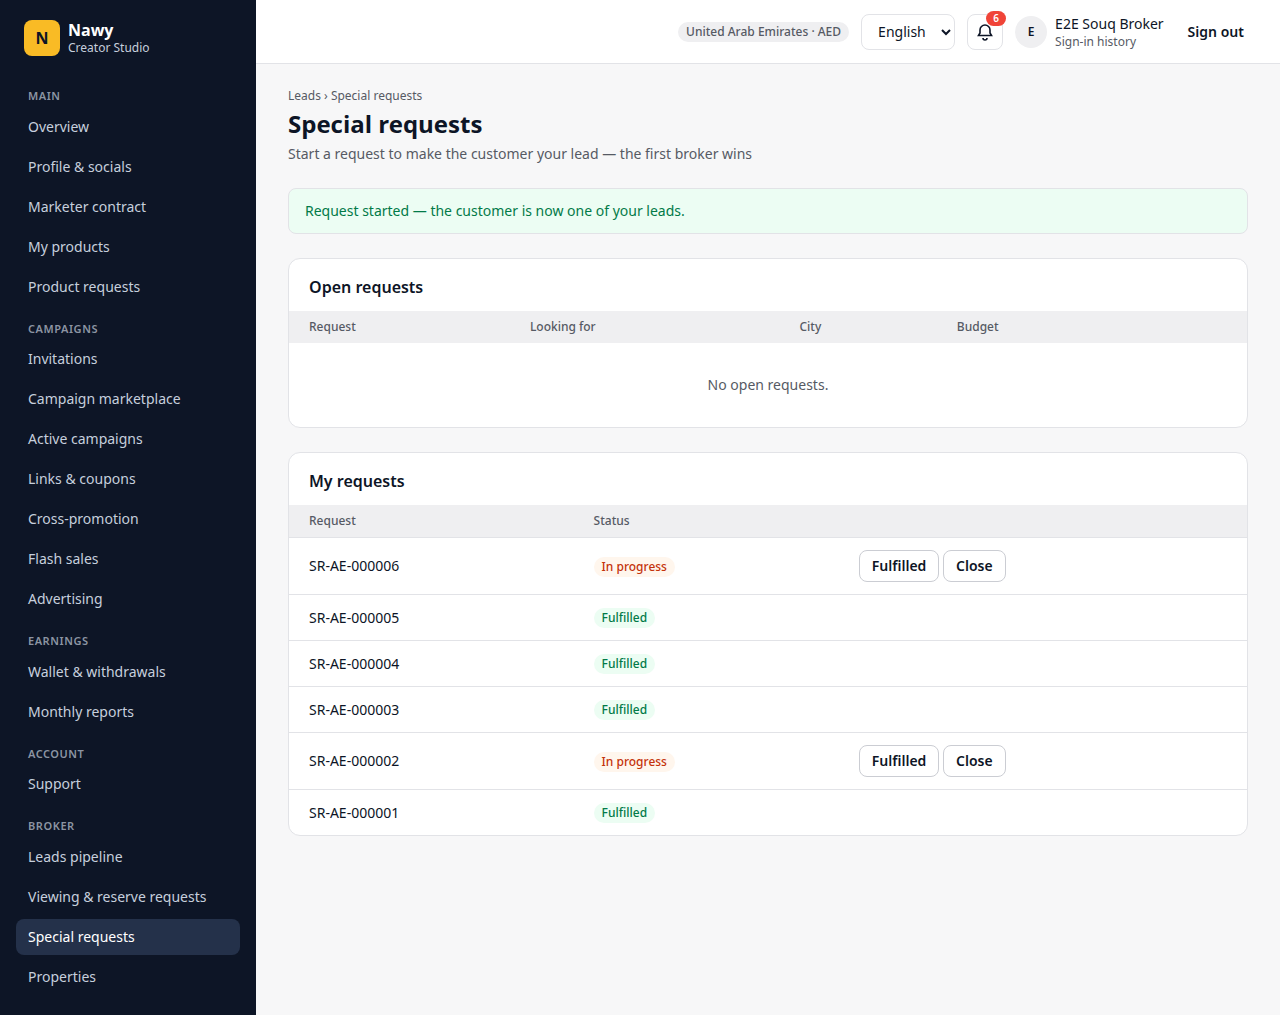 N
Nawy
Creator Studio
MAIN
Overview
Profile & socials
Marketer contract
My products
Product requests
CAMPAIGNS
Invitations
Campaign marketplace
Active campaigns
Links & coupons
Cross-promotion
Flash sales
Advertising
EARNINGS
Wallet & withdrawals
Monthly reports
ACCOUNT
Support
BROKER
Leads pipeline
Viewing & reserve requests
Special requests
Properties
United Arab Emirates · AED
English
6
E
E2E Souq Broker
Sign-in history
Sign out
Leads › Special requests
Special requests
Start a request to make the customer your lead — the first broker wins
Request started — the customer is now one of your leads.
Open requests
Request Looking for City Budget
No open requests.
My requests
Request Status
SR-AE-000006 In progress Fulfilled Close
SR-AE-000005 Fulfilled
SR-AE-000004 Fulfilled
SR-AE-000003 Fulfilled
SR-AE-000002 In progress Fulfilled Close
SR-AE-000001 Fulfilled